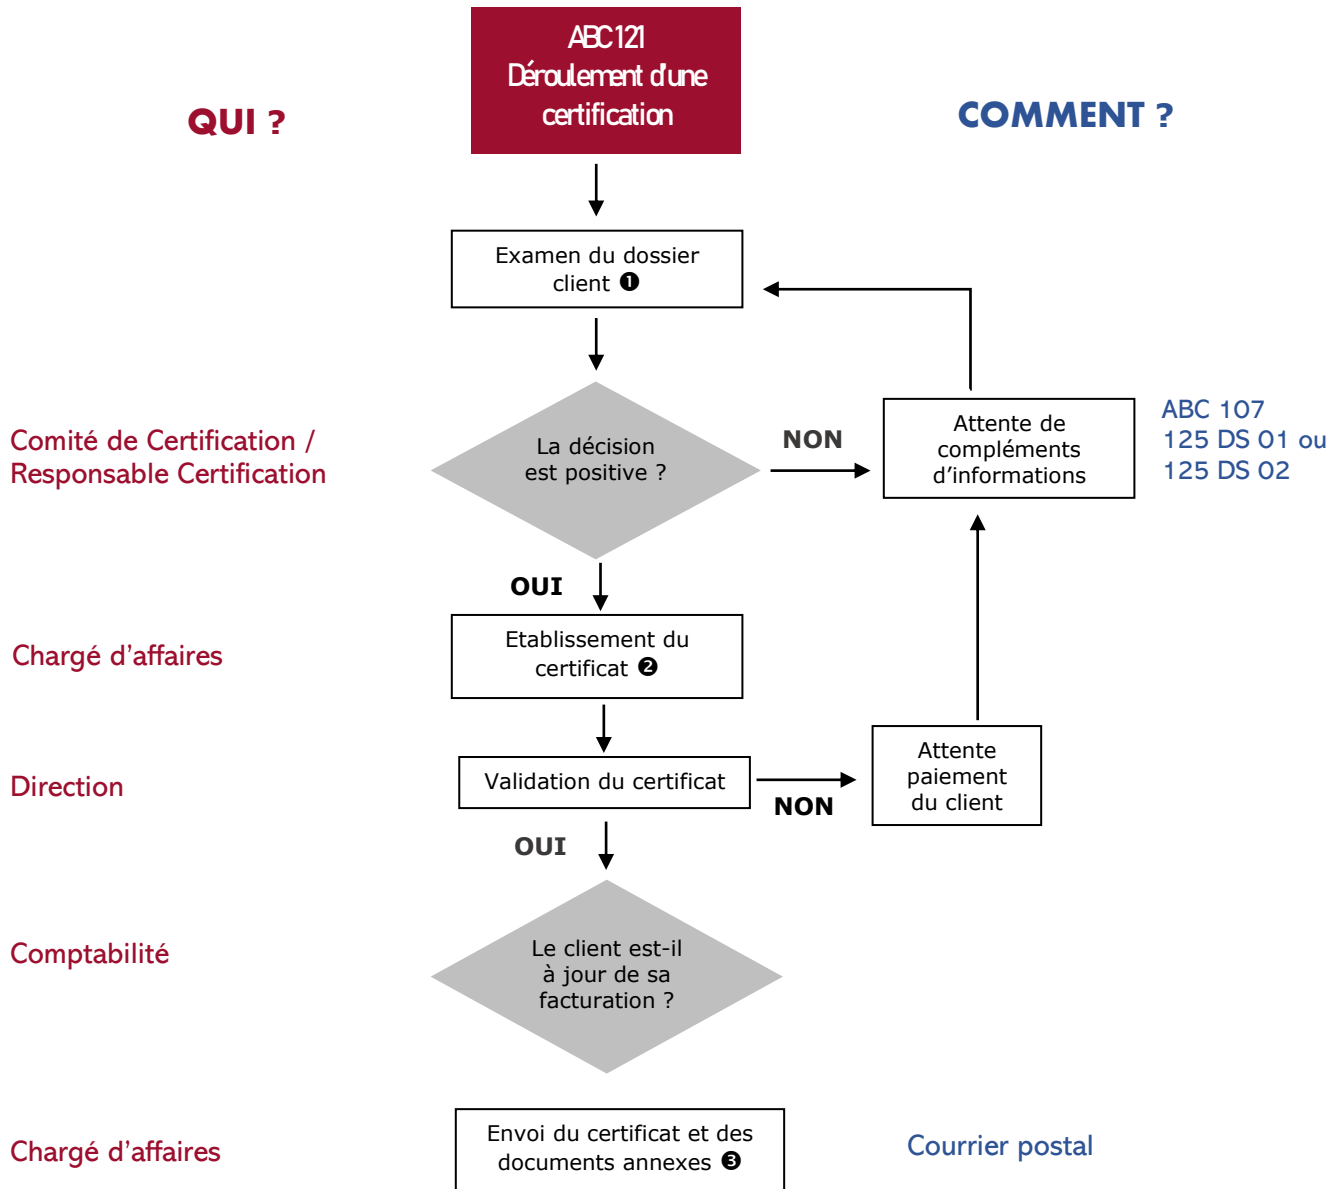 ABC 121
Déroulement d'une
certification
QUI ?
COMMENT ?
Examen du dossier
client ❶
Comité de Certification /
Responsable Certification
La décision
est positive ?
NON
Attente de
compléments
d'informations
ABC 107
125 DS 01 ou
125 DS 02
OUI
Chargé d'affaires
Etablissement du
certificat ❷
Direction
Validation du certificat
NON
Attente
paiement
du client
OUI
Comptabilité
Le client est-il
à jour de sa
facturation ?
Chargé d'affaires
Envoi du certificat et des
documents annexes ❸
Courrier postal